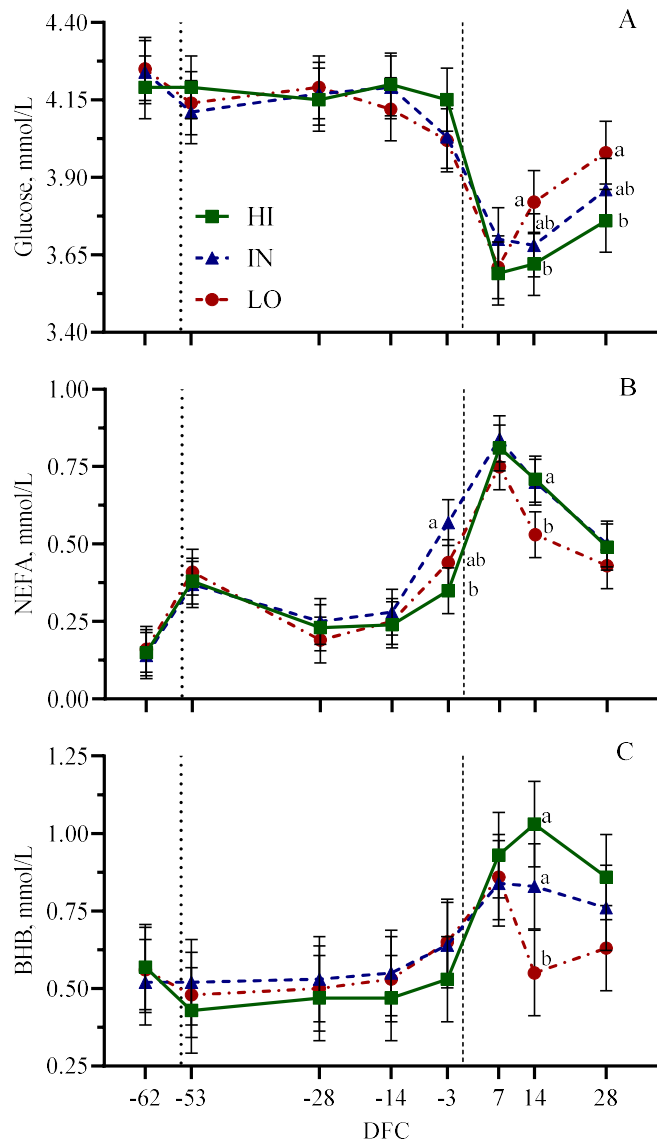 A
4.40
4.15
3.90
3.65
3.40
Glucose, mmol/L
HI
IN
LO
a
ab
b
a
ab
b
B
1.00
0.75
0.50
0.25
0.00
NEFA, mmol/L
a
ab
b
a
b
C
1.25
1.00
0.75
0.50
0.25
BHB, mmol/L
a
a
b
-62 -53 -28 -14 -3 7 14 28
DFC